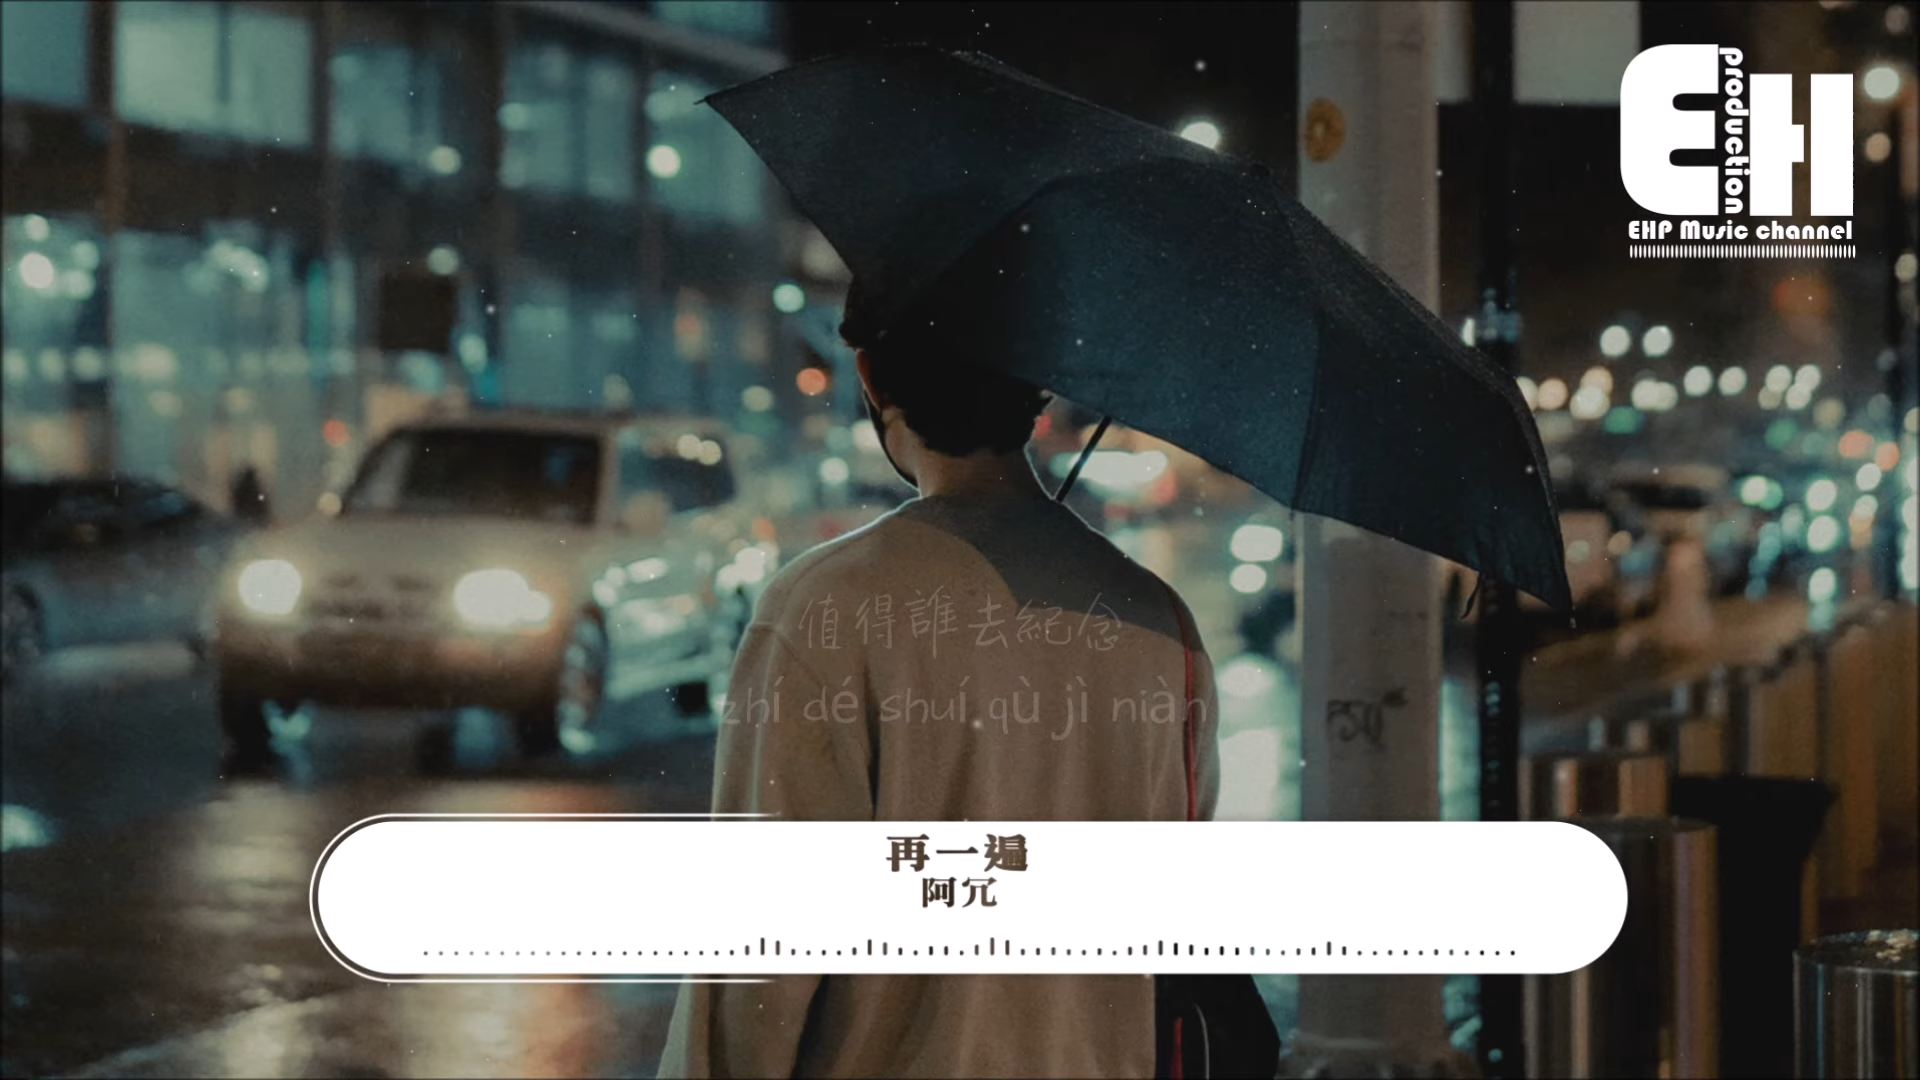 EH
production
EHP Music channel
值得誰去紀念
zhí dé shuí qù jì niàn
再一遍
阿冗